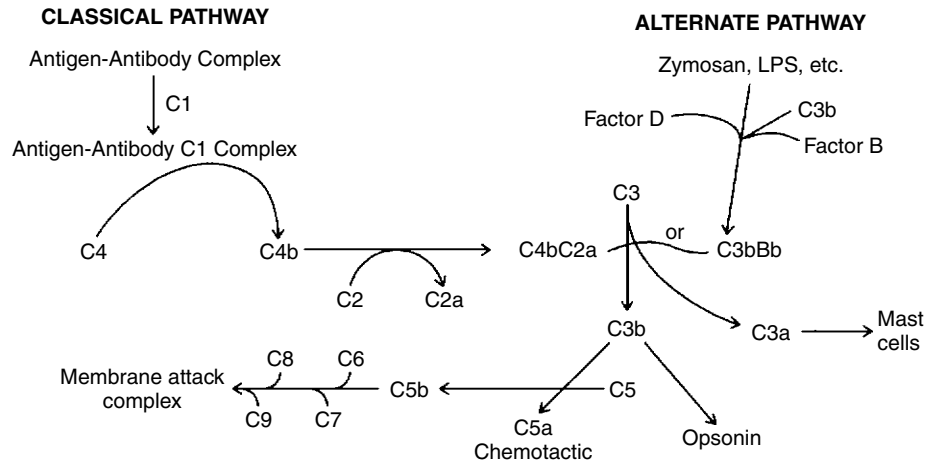 CLASSICAL PATHWAY
ALTERNATE PATHWAY
Antigen-Antibody Complex
Zymosan, LPS, etc.
C1
Factor D
C3b
Factor B
Antigen-Antibody C1 Complex
C3
or
C4
C4b
C4bC2a
C3bBb
C2
C2a
C3b
C3a
Mast
cells
C8
C6
Membrane attack
complex
C5b
C5
C9
C7
C5a
Chemotactic
Opsonin